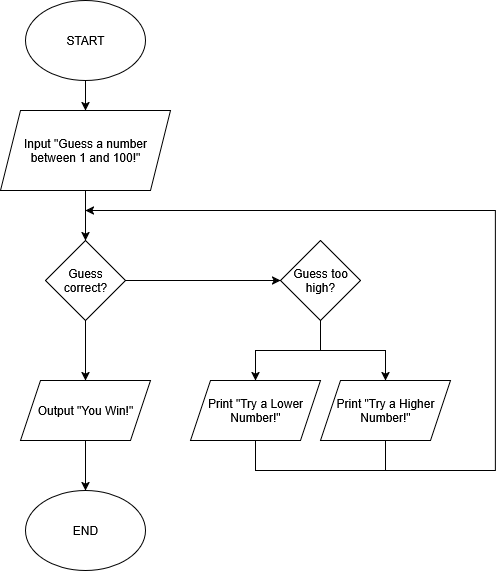 START
Input "Guess a number
between 1 and 100!"
Guess
correct?
Guess too
high?
Output "You Win!"
Print "Try a Lower
Number!"
Print "Try a Higher
Number!"
END